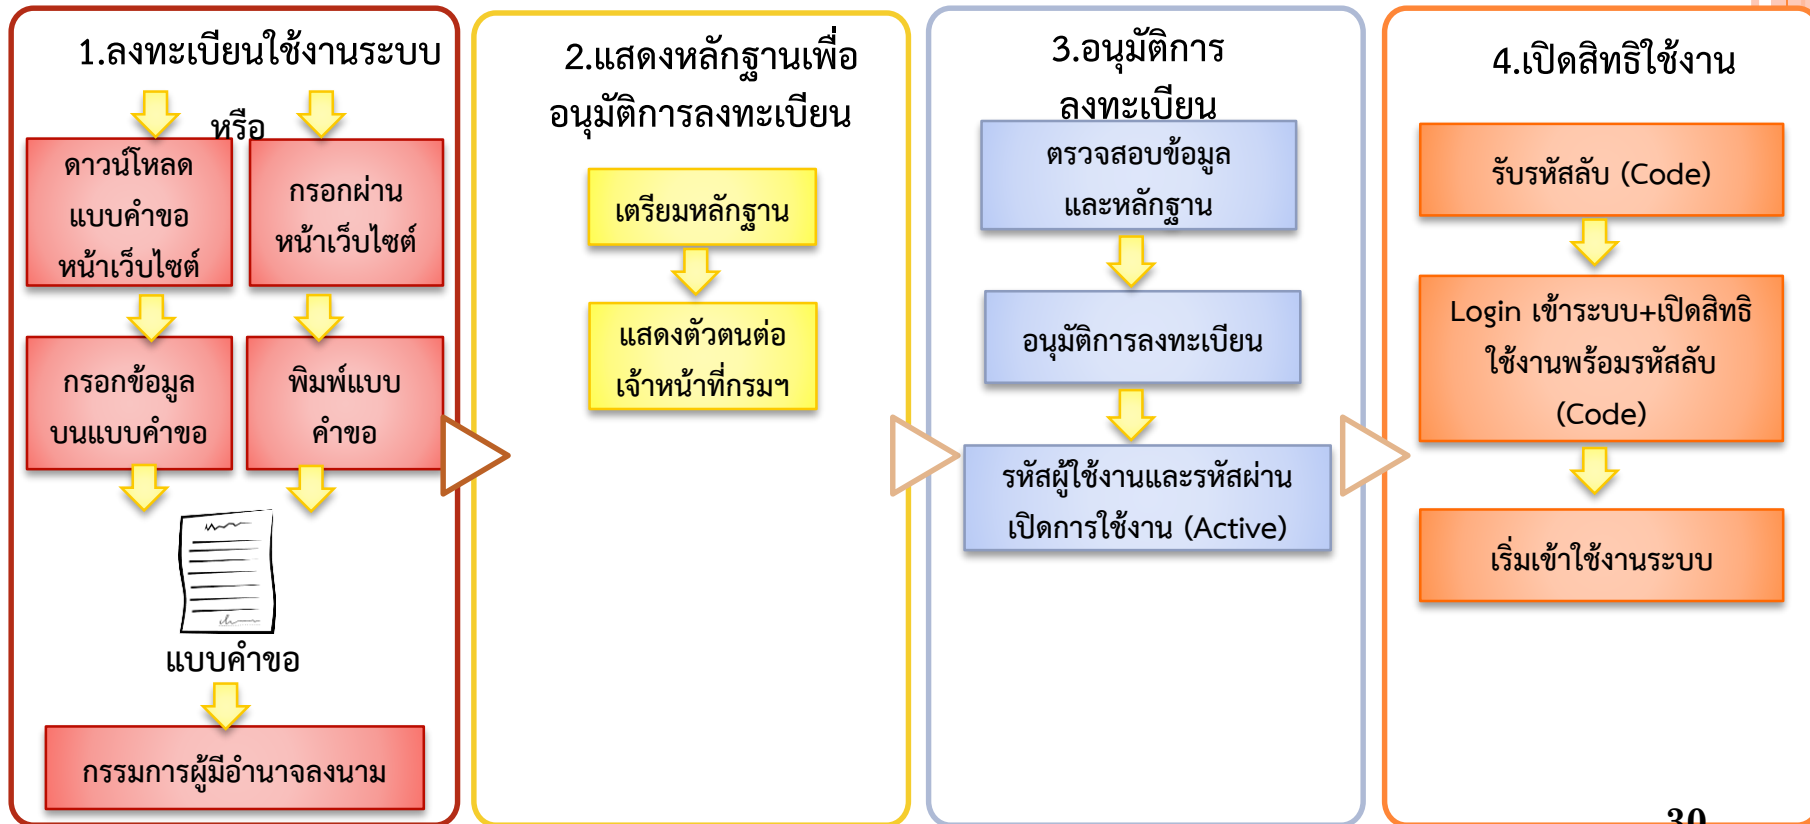 1.ลงทะเบียนใช้งานระบบ
หรือ
ดาวน์โหลด
แบบคำขอ
หน้าเว็บไซต์
กรอกผ่าน
หน้าเว็บไซต์
กรอกข้อมูล
บนแบบคำขอ
พิมพ์แบบ
คำขอ
แบบคำขอ
กรรมการผู้มีอำนาจลงนาม
2.แสดงหลักฐานเพื่อ
อนุมัติการลงทะเบียน
เตรียมหลักฐาน
แสดงตัวตนต่อ
เจ้าหน้าที่กรมฯ
3.อนุมัติการ
ลงทะเบียน
ตรวจสอบข้อมูล
และหลักฐาน
อนุมัติการลงทะเบียน
รหัสผู้ใช้งานและรหัสผ่าน
เปิดการใช้งาน (Active)
4.เปิดสิทธิใช้งาน
รับรหัสลับ (Code)
Login เข้าระบบ+เปิดสิทธิ
ใช้งานพร้อมรหัสลับ
(Code)
เริ่มเข้าใช้งานระบบ
30